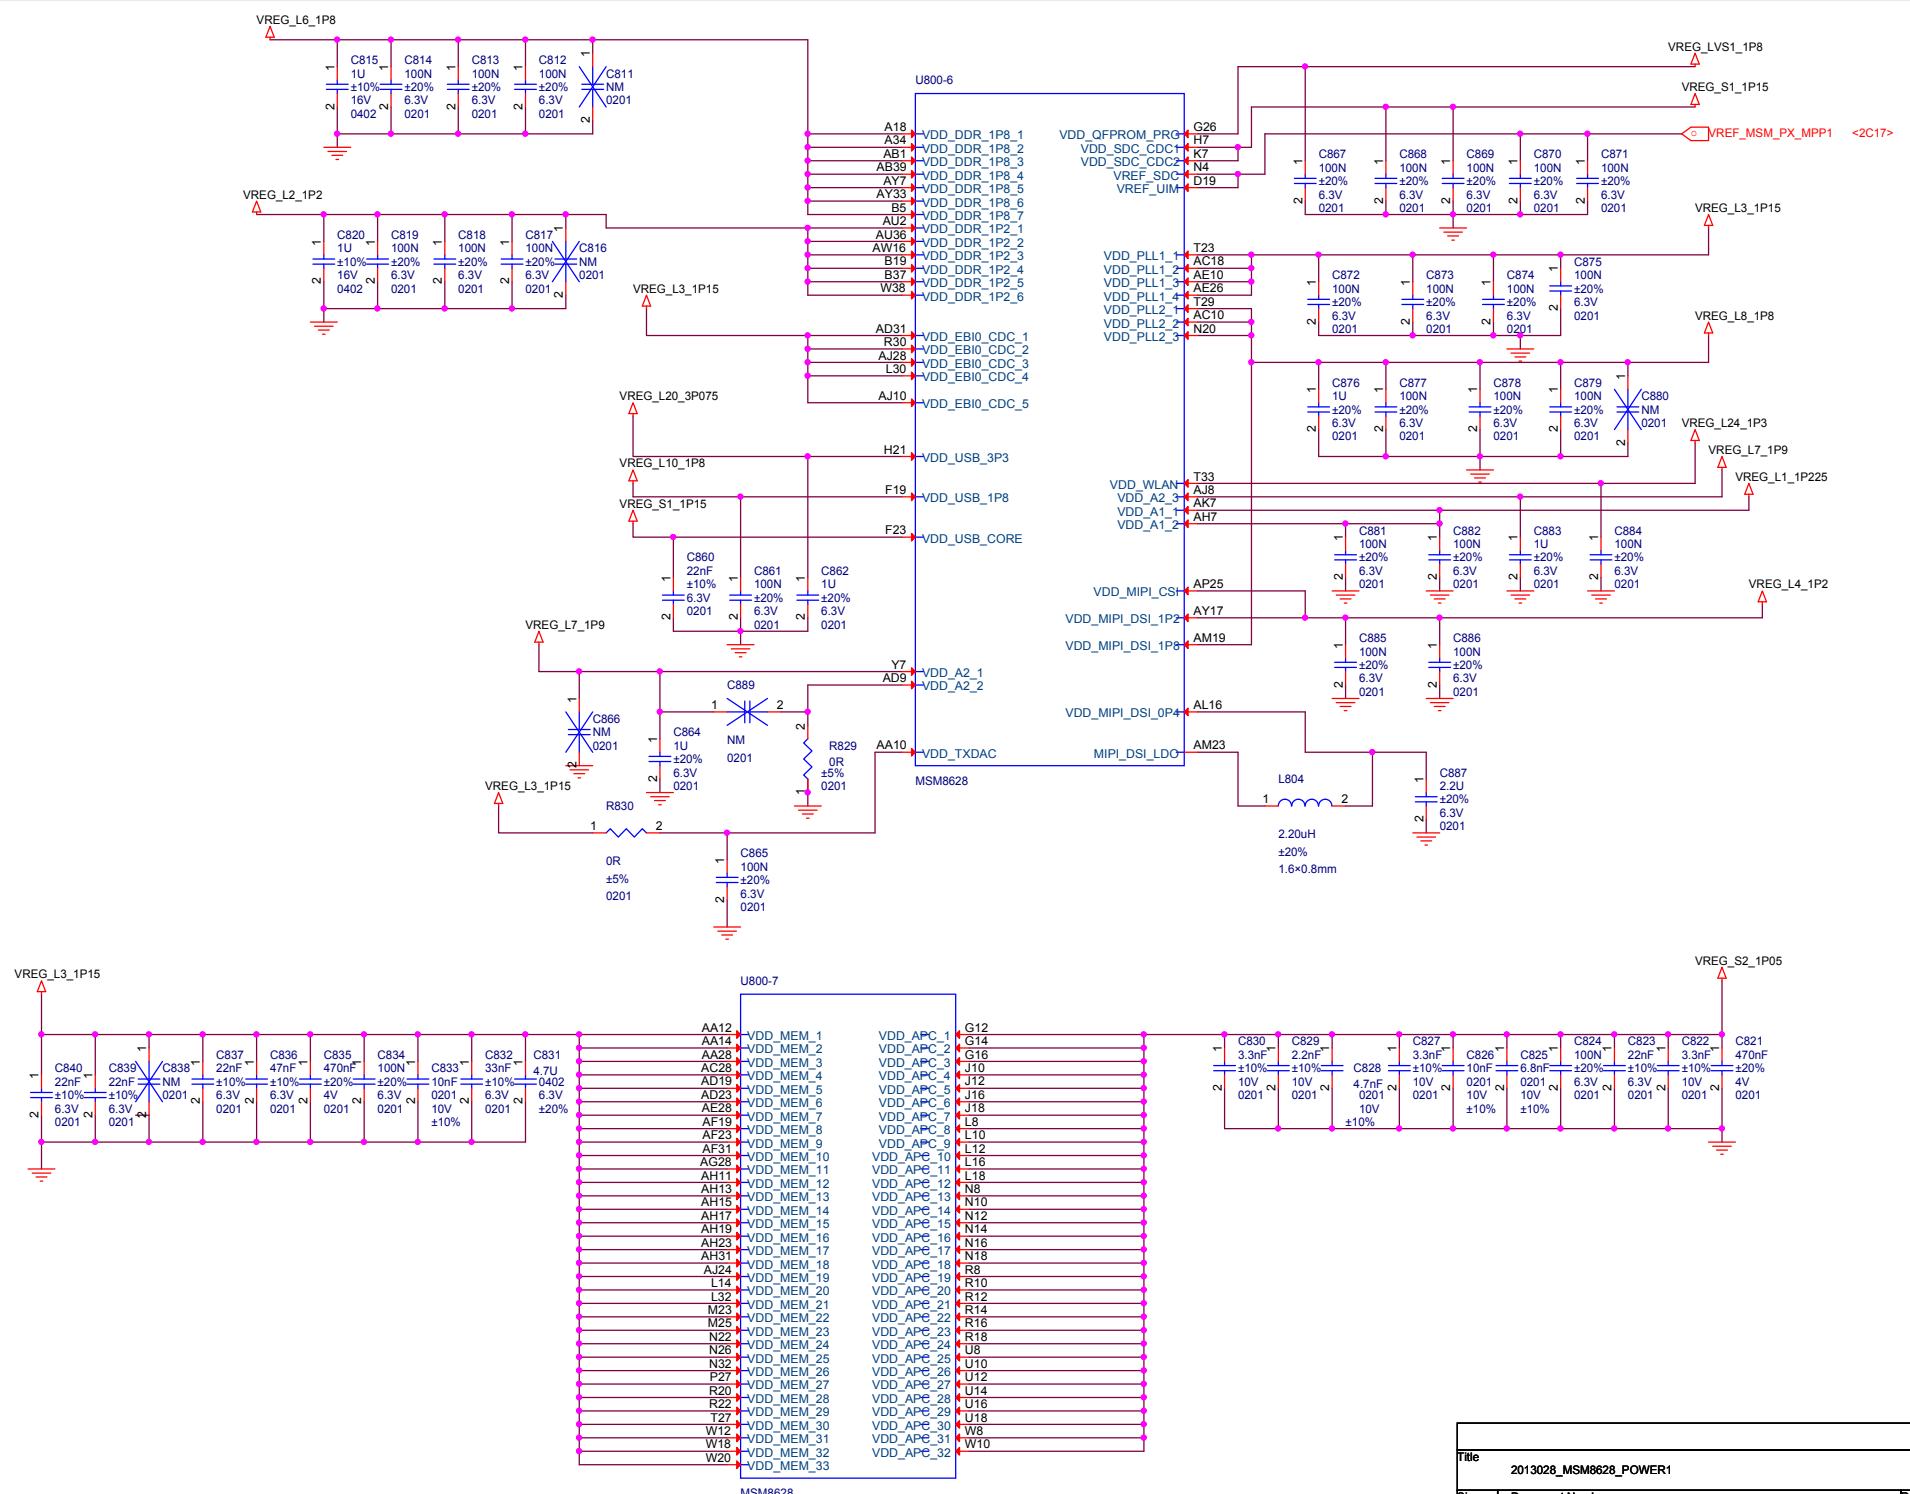 VREG_L6_1P8
C815
1U
±10%
16V
0402
C814
100N
±20%
6.3V
0201
C813
100N
±20%
6.3V
0201
C812
100N
±20%
6.3V
0201
C811
NM
0201
VREG_L2_1P2
C820
1U
±10%
16V
0402
C819
100N
±20%
6.3V
0201
C818
100N
±20%
6.3V
0201
C817
100N
±20%
6.3V
0201
C816
NM
0201
VREG_L3_1P15
VREG_L20_3P075
VREG_L10_1P8
VREG_S1_1P15
C860
22nF
±10%
6.3V
0201
C861
100N
±20%
6.3V
0201
C862
1U
±20%
6.3V
0201
VREG_L7_1P9
C866
NM
0201
C864
1U
±20%
6.3V
0201
C889
NM
0201
R829
0R
±5%
0201
VREG_L3_1P15
R830
0R
±5%
0201
C865
100N
±20%
6.3V
0201
U800-6
A18 VDD_DDR_1P8_1
A34 VDD_DDR_1P8_2
AB1 VDD_DDR_1P8_3
AB39 VDD_DDR_1P8_4
AY7 VDD_DDR_1P8_5
AY33 VDD_DDR_1P8_6
B5 VDD_DDR_1P8_7
AU2 VDD_DDR_1P2_1
AU36 VDD_DDR_1P2_2
AW16 VDD_DDR_1P2_3
B19 VDD_DDR_1P2_4
B37 VDD_DDR_1P2_5
W38 VDD_DDR_1P2_6
AD31 VDD_EBI0_CDC_1
R30 VDD_EBI0_CDC_2
AJ28 VDD_EBI0_CDC_3
L30 VDD_EBI0_CDC_4
AJ10 VDD_EBI0_CDC_5
H21 VDD_USB_3P3
F19 VDD_USB_1P8
F23 VDD_USB_CORE
Y7 VDD_A2_1
AD9 VDD_A2_2
AA10 VDD_TXDAC
VDD_QFPROM_PRG G26
VDD_SDC_CDC1 H7
VDD_SDC_CDC2 K7
VREF_SDC N4
VREF_UIM D19
VDD_PLL1_1 T23
VDD_PLL1_2 AC18
VDD_PLL1_3 AE10
VDD_PLL1_4 AE26
VDD_PLL2_1 T29
VDD_PLL2_2 AC10
VDD_PLL2_3 N20
VDD_WLAN T33
VDD_A2_3 AJ8
VDD_A1_1 AK7
VDD_A1_2 AH7
VDD_MIPI_CSI AP25
VDD_MIPI_DSI_1P2 AY17
VDD_MIPI_DSI_1P8 AM19
VDD_MIPI_DSI_0P4 AL16
MIPI_DSI_LDO AM23
MSM8628
VREG_LVS1_1P8
VREG_S1_1P15
VREF_MSM_PX_MPP1 <2C17>
C867
100N
±20%
6.3V
0201
C868
100N
±20%
6.3V
0201
C869
100N
±20%
6.3V
0201
C870
100N
±20%
6.3V
0201
C871
100N
±20%
6.3V
0201
VREG_L3_1P15
C872
100N
±20%
6.3V
0201
C873
100N
±20%
6.3V
0201
C874
100N
±20%
6.3V
0201
C875
100N
±20%
6.3V
0201
VREG_L8_1P8
C876
1U
±20%
6.3V
0201
C877
100N
±20%
6.3V
0201
C878
100N
±20%
6.3V
0201
C879
100N
±20%
6.3V
0201
C880
NM
0201
VREG_L24_1P3
VREG_L7_1P9
VREG_L1_1P225
C881
100N
±20%
6.3V
0201
C882
100N
±20%
6.3V
0201
C883
1U
±20%
6.3V
0201
C884
100N
±20%
6.3V
0201
VREG_L4_1P2
C885
100N
±20%
6.3V
0201
C886
100N
±20%
6.3V
0201
L804
1 2
2.20uH
±20%
1.6×0.8mm
C887
2.2U
±20%
6.3V
0201
VREG_L3_1P15
C840
22nF
±10%
6.3V
0201
C839
22nF
±10%
6.3V
0201
C838
NM
0201
C837
22nF
±10%
6.3V
0201
C836
47nF
±10%
6.3V
0201
C835
470nF
±20%
4V
0201
C834
100N
±20%
6.3V
0201
C833
10nF
0201
10V
±10%
C832
33nF
±10%
6.3V
0201
C831
4.7U
0402
6.3V
±20%
U800-7
AA12 VDD_MEM_1 VDD_APC_1 G12
AA14 VDD_MEM_2 VDD_APC_2 G14
AA28 VDD_MEM_3 VDD_APC_3 G16
AC28 VDD_MEM_4 VDD_APC_4 J10
AD19 VDD_MEM_5 VDD_APC_5 J12
AD23 VDD_MEM_6 VDD_APC_6 J16
AE28 VDD_MEM_7 VDD_APC_7 J18
AF19 VDD_MEM_8 VDD_APC_8 L8
AF23 VDD_MEM_9 VDD_APC_9 L10
AF31 VDD_MEM_10 VDD_APC_10 L12
AG28 VDD_MEM_11 VDD_APC_11 L16
AH11 VDD_MEM_12 VDD_APC_12 L18
AH13 VDD_MEM_13 VDD_APC_13 N8
AH15 VDD_MEM_14 VDD_APC_14 N10
AH17 VDD_MEM_15 VDD_APC_15 N12
AH19 VDD_MEM_16 VDD_APC_16 N14
AH23 VDD_MEM_17 VDD_APC_17 N16
AH31 VDD_MEM_18 VDD_APC_18 N18
AJ24 VDD_MEM_19 VDD_APC_19 R8
L14 VDD_MEM_20 VDD_APC_20 R10
L32 VDD_MEM_21 VDD_APC_21 R12
M23 VDD_MEM_22 VDD_APC_22 R14
M25 VDD_MEM_23 VDD_APC_23 R16
N22 VDD_MEM_24 VDD_APC_24 R18
N26 VDD_MEM_25 VDD_APC_25 U8
N32 VDD_MEM_26 VDD_APC_26 U10
P27 VDD_MEM_27 VDD_APC_27 U12
R20 VDD_MEM_28 VDD_APC_28 U14
R22 VDD_MEM_29 VDD_APC_29 U16
T27 VDD_MEM_30 VDD_APC_30 U18
W12 VDD_MEM_31 VDD_APC_31 W8
W18 VDD_MEM_32 VDD_APC_32 W10
W20 VDD_MEM_33
MSM8628
VREG_S2_1P05
C830
3.3nF
±10%
10V
0201
C829
2.2nF
±10%
10V
0201
C828
4.7nF
0201
10V
±10%
C827
3.3nF
±10%
10V
0201
C826
10nF
0201
10V
±10%
C825
6.8nF
0201
10V
±10%
C824
100N
±20%
6.3V
0201
C823
22nF
±10%
6.3V
0201
C822
3.3nF
±10%
10V
0201
C821
470nF
±20%
4V
0201
Title
2013028_MSM8628_POWER1